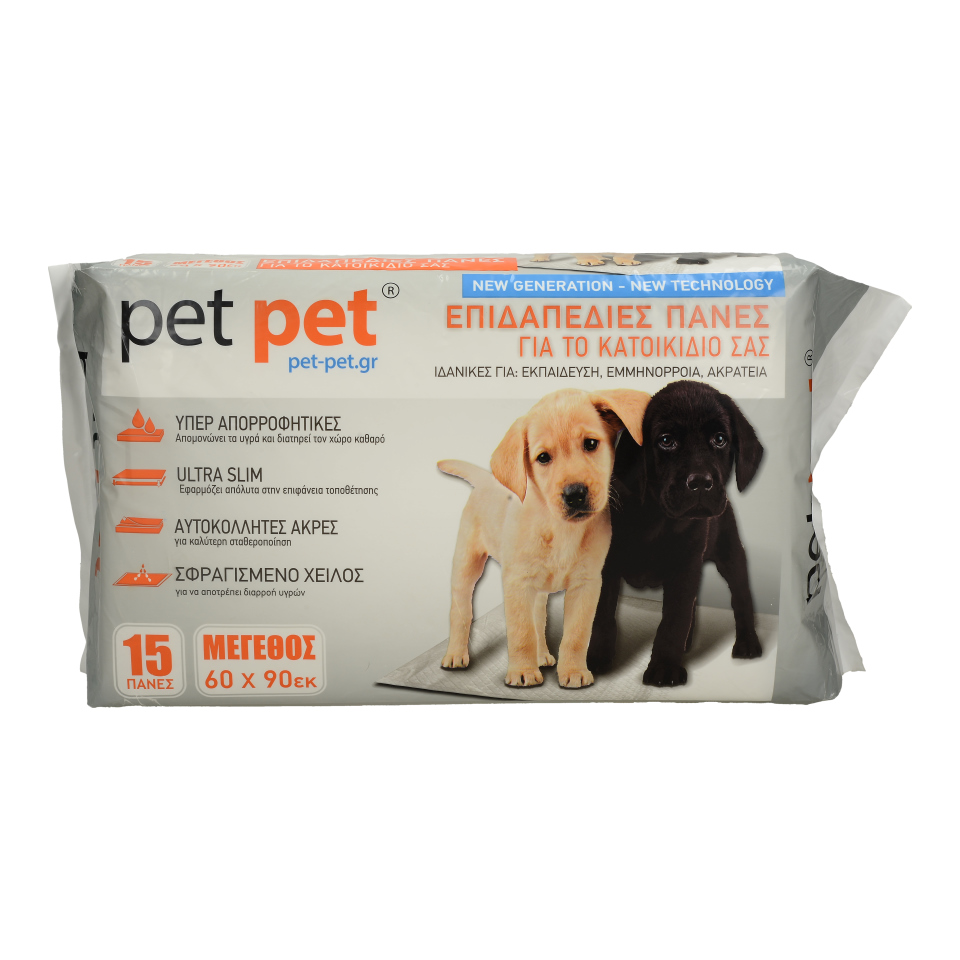 15 ΜΕΓΕΘΟΣ ΕΠΙΔΑΠΕΔΙΕΣ ΠΑΝΕΣ
ΓΙΑ ΤΟ ΚΑΤΟΙΚΙΔΙΟ ΣΑΣ
pet pet ®
pet-pet.gr
NEW GENERATION - NEW TECHNOLOGY
ΕΠΙΔΑΠΕΔΙΕΣ ΠΑΝΕΣ
ΓΙΑ ΤΟ ΚΑΤΟΙΚΙΔΙΟ ΣΑΣ
ΙΔΑΝΙΚΕΣ ΓΙΑ: ΕΚΠΑΙΔΕΥΣΗ, ΕΜΜΗΝΟΡΡΟΙΑ, ΑΚΡΑΤΕΙΑ
ΥΠΕΡ ΑΠΟΡΡΟΦΗΤΙΚΕΣ
Απομονώνει τα υγρά και διατηρεί τον χώρο καθαρό
ULTRA SLIM
Εφαρμόζει απόλυτα στην επιφάνεια τοποθέτησης
ΑΥΤΟΚΟΛΛΗΤΕΣ ΑΚΡΕΣ
για καλύτερη σταθεροποίηση
ΣΦΡΑΓΙΣΜΕΝΟ ΧΕΙΛΟΣ
για να αποτρέπει διαρροή υγρών
15
ΠΑΝΕΣ
ΜΕΓΕΘΟΣ
60 X 90εκ